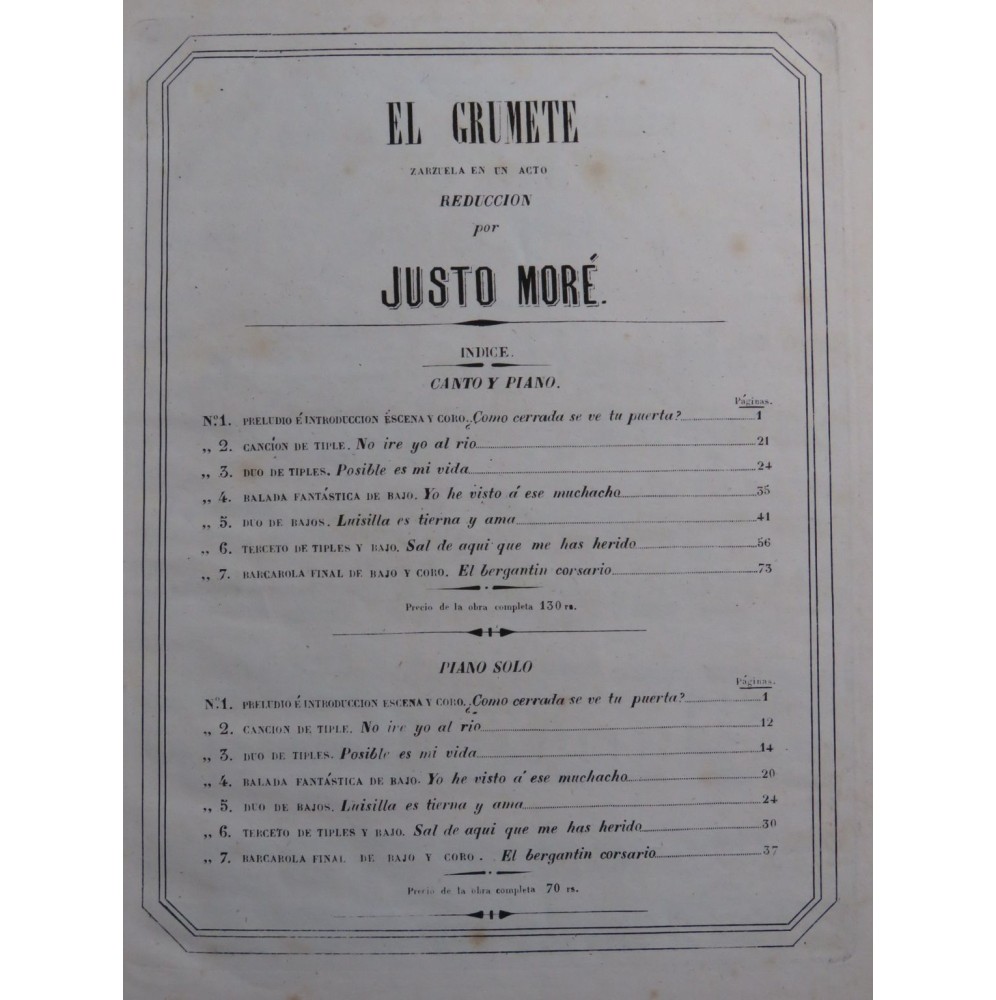 EL GRUMETE
ZARZUELA EN UN ACTO
REDUCCION
por
JUSTO MORÉ.
INDICE.
CANTO Y PIANO.
Páginas.
Nº 1. PRELUDIO É INTRODUCCION ESCENA Y CORO. ¿Como cerrada se ve tu puerta? 1
„ 2. CANCION DE TIPLE. No ire yo al rio 21
„ 3. DUO DE TIPLES. Posible es mi vida 24
„ 4. BALADA FANTÁSTICA DE BAJO. Yo he visto á ese muchacho 35
„ 5. DUO DE BAJOS. Luisilla es tierna y ama 41
„ 6. TERCETO DE TIPLES Y BAJO. Sal de aqui que me has herido 56
„ 7. BARCAROLA FINAL DE BAJO Y CORO. El bergantin corsario 73
Precio de la obra completa 130 rs.
PIANO SOLO
Páginas.
Nº 1. PRELUDIO É INTRODUCCION ESCENA Y CORO. ¿Como cerrada se ve tu puerta? 1
„ 2. CANCION DE TIPLE. No ire yo al rio 12
„ 3. DUO DE TIPLES. Posible es mi vida 14
„ 4. BALADA FANTÁSTICA DE BAJO. Yo he visto á ese muchacho 20
„ 5. DUO DE BAJOS. Luisilla es tierna y ama 24
„ 6. TERCETO DE TIPLES Y BAJO. Sal de aqui que me has herido 30
„ 7. BARCAROLA FINAL DE BAJO Y CORO. El bergantin corsario 37
Precio de la obra completa 70 rs.